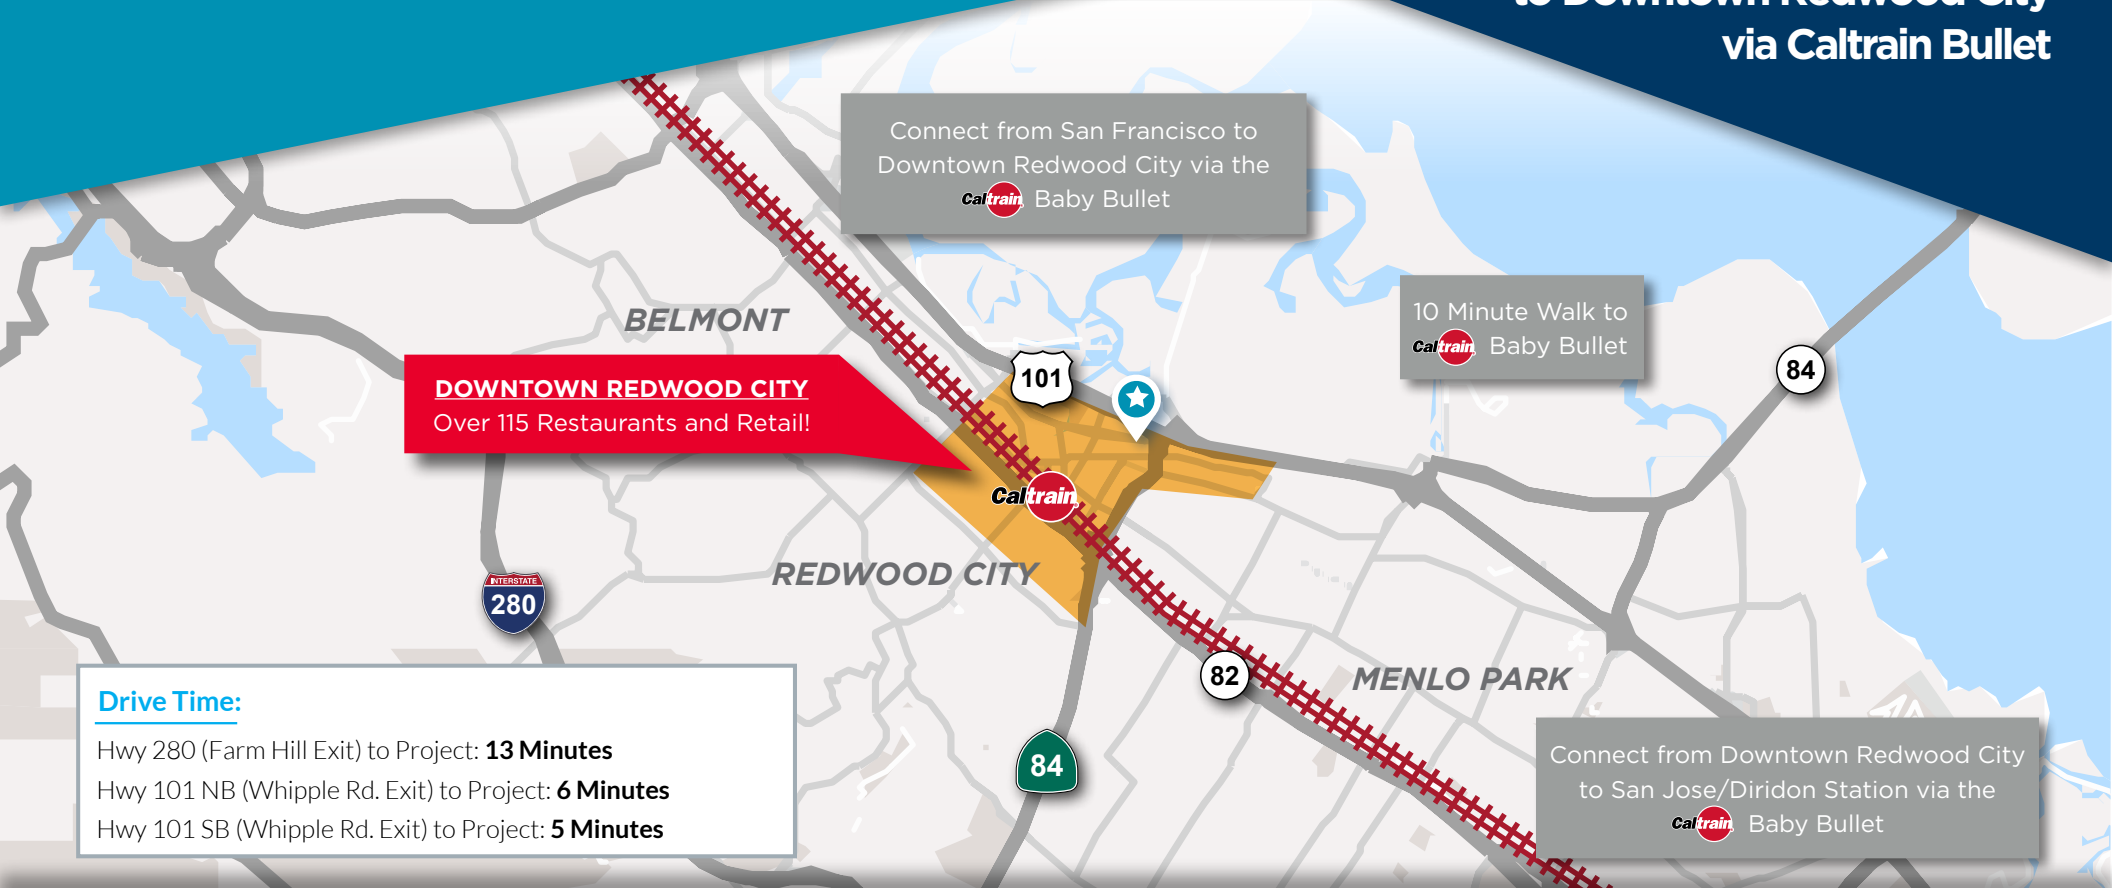 to Downtown Redwood City
via Caltrain Bullet
Connect from San Francisco to
Downtown Redwood City via the
Caltrain Baby Bullet
10 Minute Walk to
Caltrain Baby Bullet
BELMONT
101
84
DOWNTOWN REDWOOD CITY
Over 115 Restaurants and Retail!
Caltrain
REDWOOD CITY
INTERSTATE
280
82
MENLO PARK
84
Drive Time:
Hwy 280 (Farm Hill Exit) to Project: 13 Minutes
Hwy 101 NB (Whipple Rd. Exit) to Project: 6 Minutes
Hwy 101 SB (Whipple Rd. Exit) to Project: 5 Minutes
Connect from Downtown Redwood City
to San Jose/Diridon Station via the
Caltrain Baby Bullet